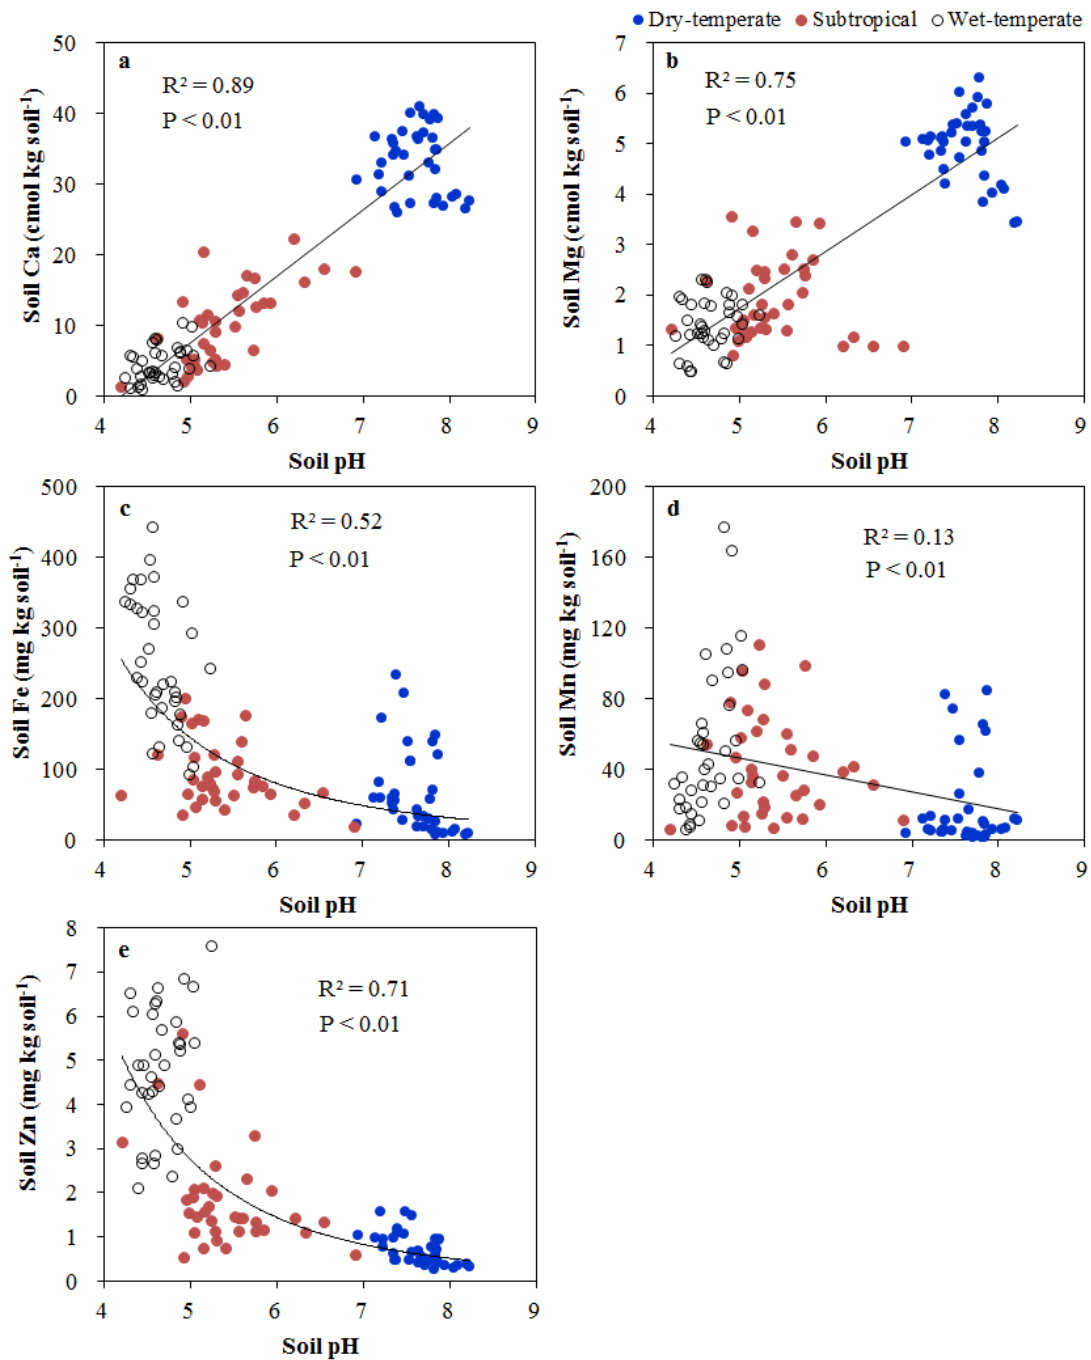 Dry-temperate Subtropical Wet-temperate
a
R² = 0.89
P < 0.01
50
40
30
20
10
0
Soil Ca (cmol kg soil⁻¹)
4 5 6 7 8 9
Soil pH
b
R² = 0.75
P < 0.01
7
6
5
4
3
2
1
0
Soil Mg (cmol kg soil⁻¹)
4 5 6 7 8 9
Soil pH
c
R² = 0.52
P < 0.01
500
400
300
200
100
0
Soil Fe (mg kg soil⁻¹)
4 5 6 7 8 9
Soil pH
d
R² = 0.13
P < 0.01
200
160
120
80
40
0
Soil Mn (mg kg soil⁻¹)
4 5 6 7 8 9
Soil pH
e
R² = 0.71
P < 0.01
8
7
6
5
4
3
2
1
0
Soil Zn (mg kg soil⁻¹)
4 5 6 7 8 9
Soil pH